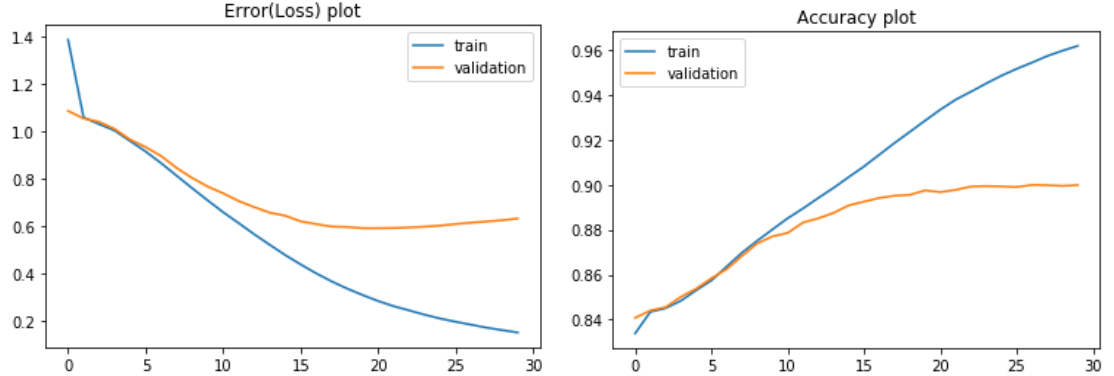 Error(Loss) plot
1.4
1.2
1.0
0.8
0.6
0.4
0.2
train
validation
0 5 10 15 20 25 30
Accuracy plot
0.96
0.94
0.92
0.90
0.88
0.86
0.84
train
validation
0 5 10 15 20 25 30